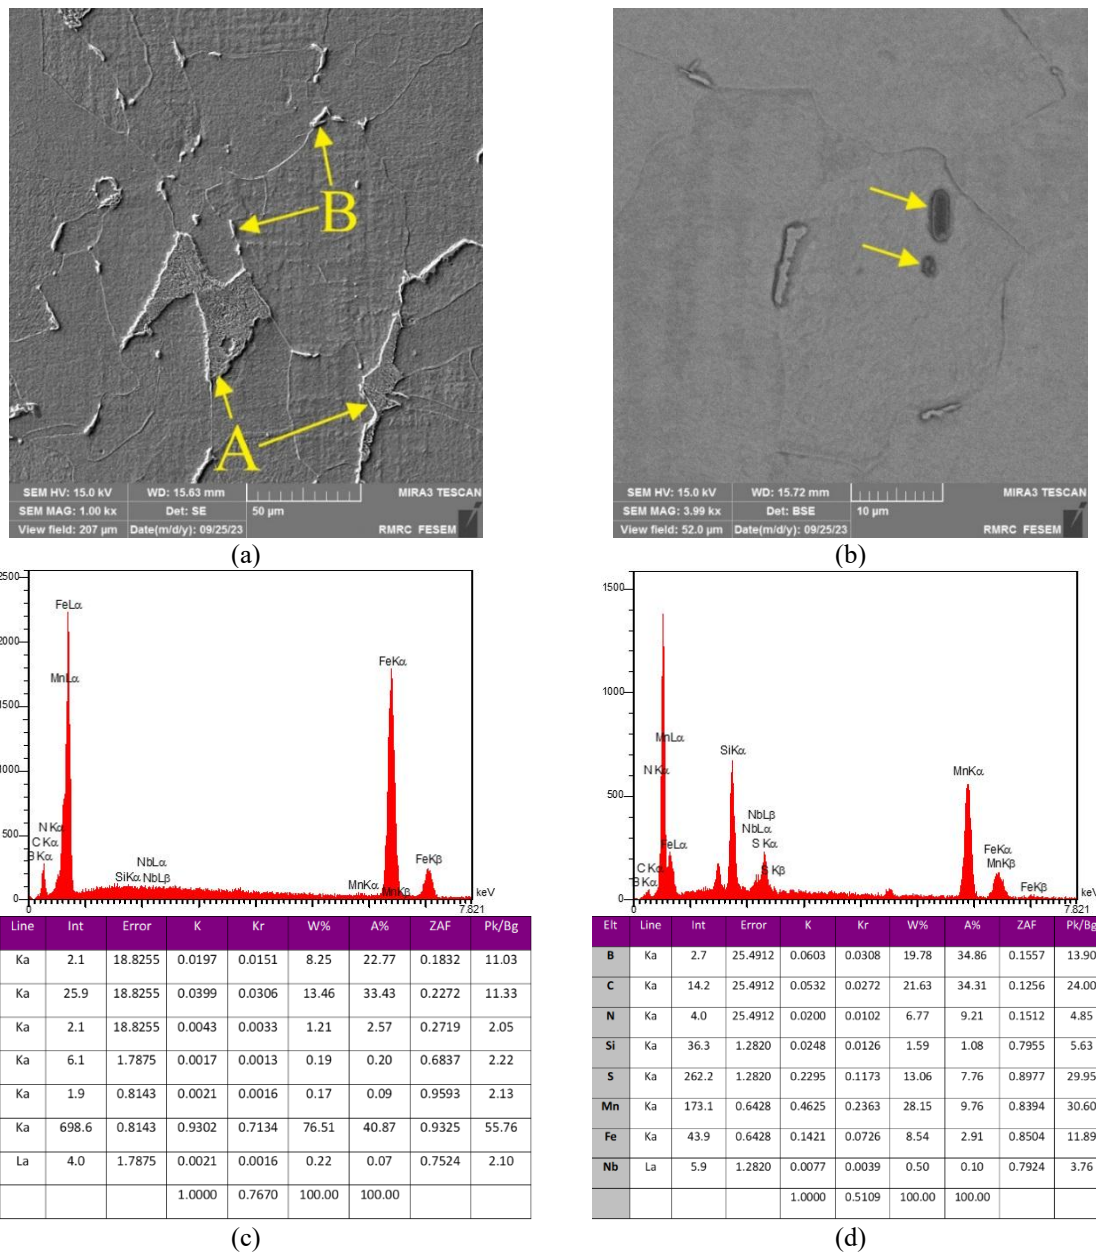 B
A
SEM HV: 15.0 kV WD: 15.63 mm MIRA3 TESCAN
SEM MAG: 1.00 kx Det: SE 50 µm
View field: 207 µm Date(m/d/y): 09/25/23 RMRC FESEM
(a)
SEM HV: 15.0 kV WD: 15.72 mm MIRA3 TESCAN
SEM MAG: 3.99 kx Det: BSE 10 µm
View field: 52.0 µm Date(m/d/y): 09/25/23 RMRC FESEM
(b)
2500
2000
1500
1000
500
0
FeLα
MnLα
N Kα
C Kα
B Kα
SiKα
NbLα
NbLβ
MnKα
FeKα
MnKβ
FeKβ
keV
0 7.821
Line Int Error K Kr W% A% ZAF Pk/Bg
Ka 2.1 18.8255 0.0197 0.0151 8.25 22.77 0.1832 11.03
Ka 25.9 18.8255 0.0399 0.0306 13.46 33.43 0.2272 11.33
Ka 2.1 18.8255 0.0043 0.0033 1.21 2.57 0.2719 2.05
Ka 6.1 1.7875 0.0017 0.0013 0.19 0.20 0.6837 2.22
Ka 1.9 0.8143 0.0021 0.0016 0.17 0.09 0.9593 2.13
Ka 698.6 0.8143 0.9302 0.7134 76.51 40.87 0.9325 55.76
La 4.0 1.7875 0.0021 0.0016 0.22 0.07 0.7524 2.10
1.0000 0.7670 100.00 100.00
(c)
1500
1000
500
0
MnLα
N Kα
FeLα
C Kα
B Kα
SiKα
NbLβ
NbLα
S Kα
S Kβ
MnKα
FeKα
MnKβ
FeKβ
keV
0 7.821
Elt Line Int Error K Kr W% A% ZAF Pk/Bg
B Ka 2.7 25.4912 0.0603 0.0308 19.78 34.86 0.1557 13.90
C Ka 14.2 25.4912 0.0532 0.0272 21.63 34.31 0.1256 24.00
N Ka 4.0 25.4912 0.0200 0.0102 6.77 9.21 0.1512 4.85
Si Ka 36.3 1.2820 0.0248 0.0126 1.59 1.08 0.7955 5.63
S Ka 262.2 1.2820 0.2295 0.1173 13.06 7.76 0.8977 29.95
Mn Ka 173.1 0.6428 0.4625 0.2363 28.15 9.76 0.8394 30.60
Fe Ka 43.9 0.6428 0.1421 0.0726 8.54 2.91 0.8504 11.89
Nb La 5.9 1.2820 0.0077 0.0039 0.50 0.10 0.7924 3.76
1.0000 0.5109 100.00 100.00
(d)